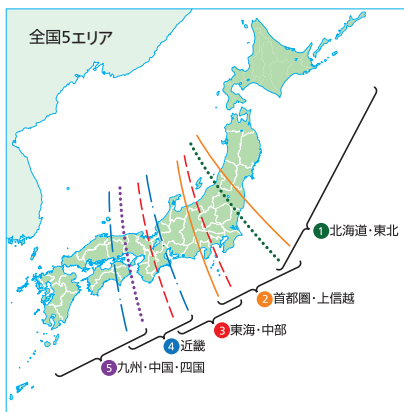 全国5エリア
1北海道・東北
2首都圏・上信越
3東海・中部
4近畿
5九州・中国・四国